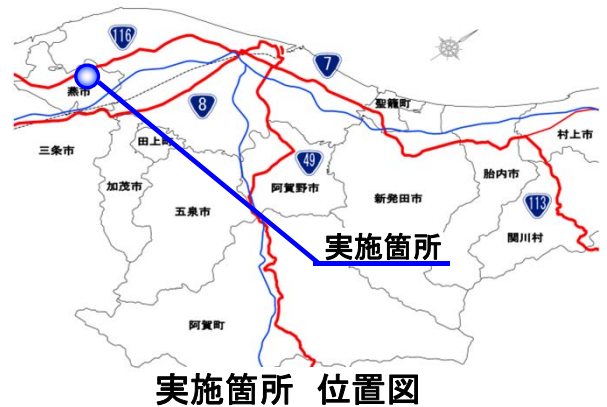 116
7
燕市
8
聖籠町
三条市
田上町
49
村上市
加茂市
阿賀野市
胎内市
五泉市
新発田市
113
実施箇所
関川村
阿賀町
実施箇所 位置図